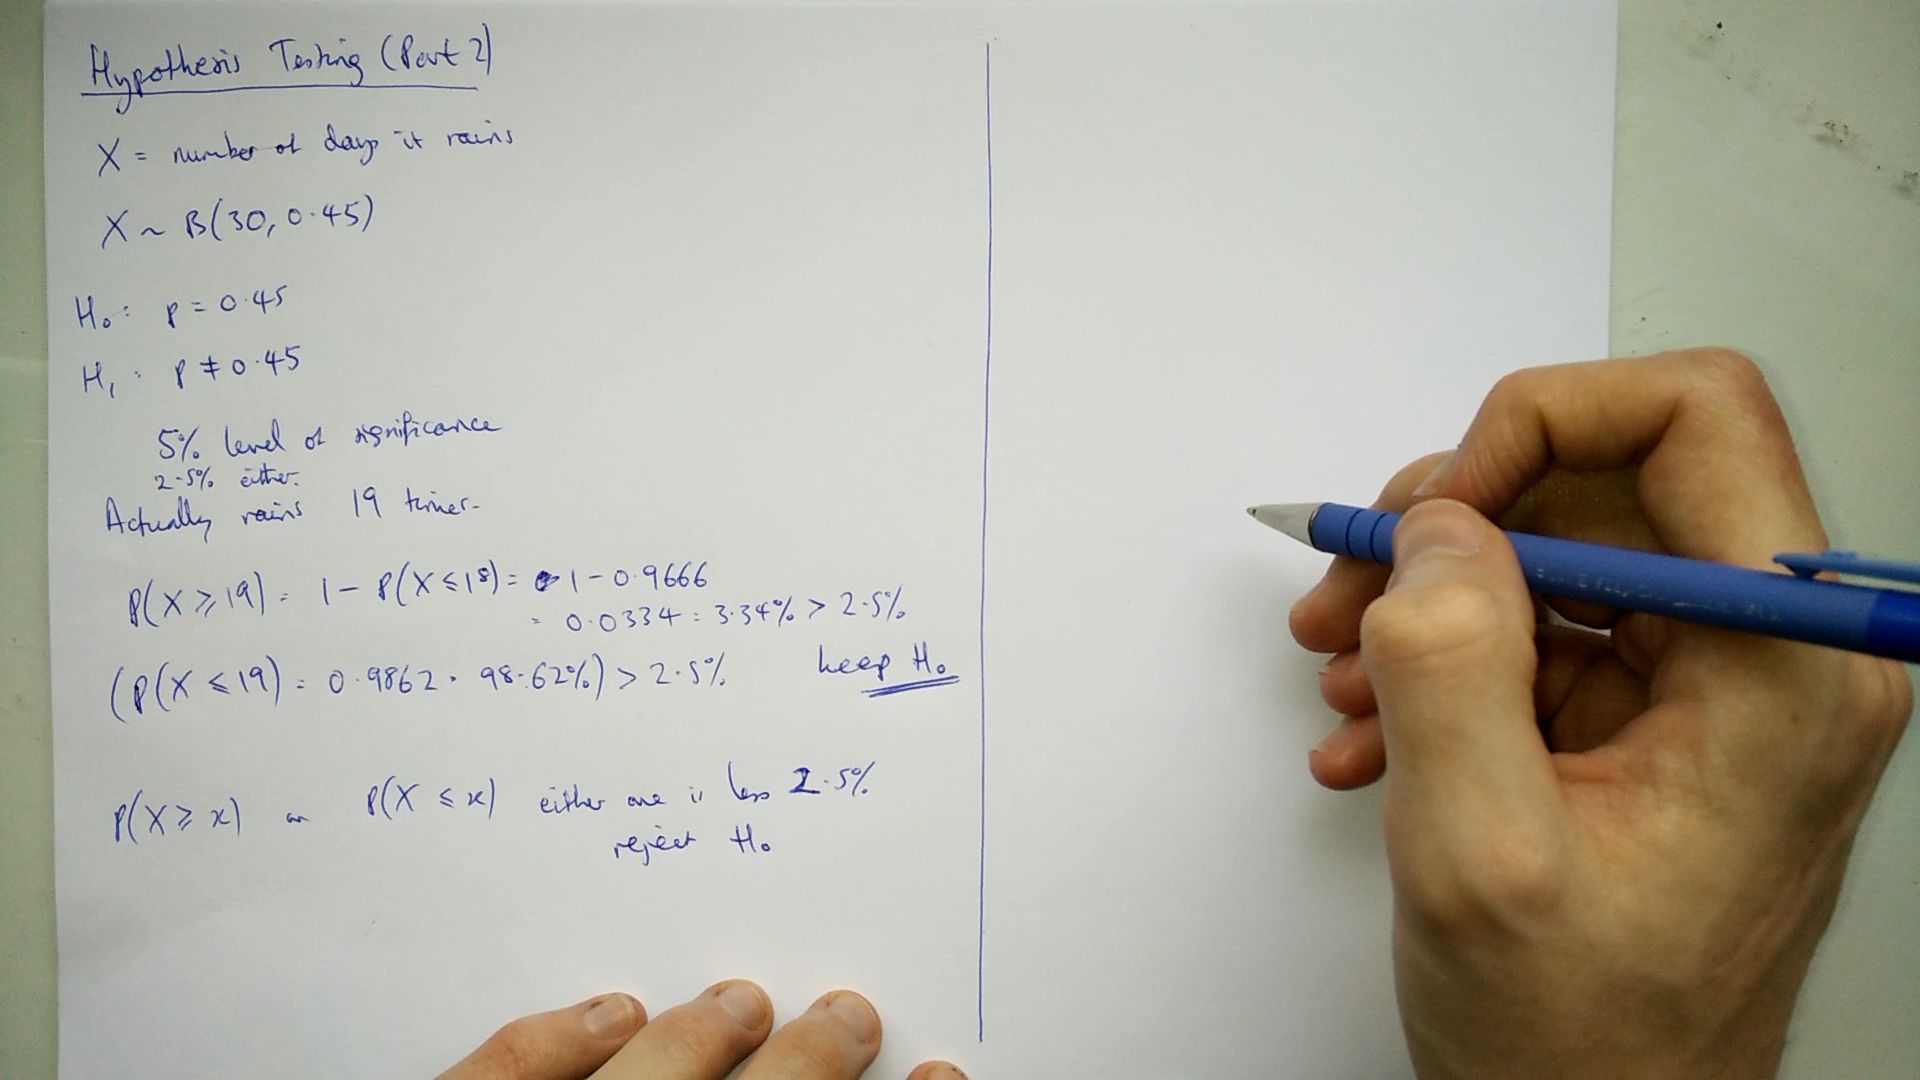 Hypothesis Testing (Part 2)
X = number of days it rains
X ~ B(30, 0.45)
H₀: p = 0.45
H₁: p ≠ 0.45
5% level of significance
2.5% either.
Actually rains 19 times.
P(X ≥ 19) = 1 - P(X ≤ 18) = 1 - 0.9666
= 0.0334 = 3.34% > 2.5%
(P(X ≤ 19) = 0.9862 = 98.62%) > 2.5%
keep H₀
P(X ≥ x) or P(X ≤ x) either one is less 2.5%
reject H₀